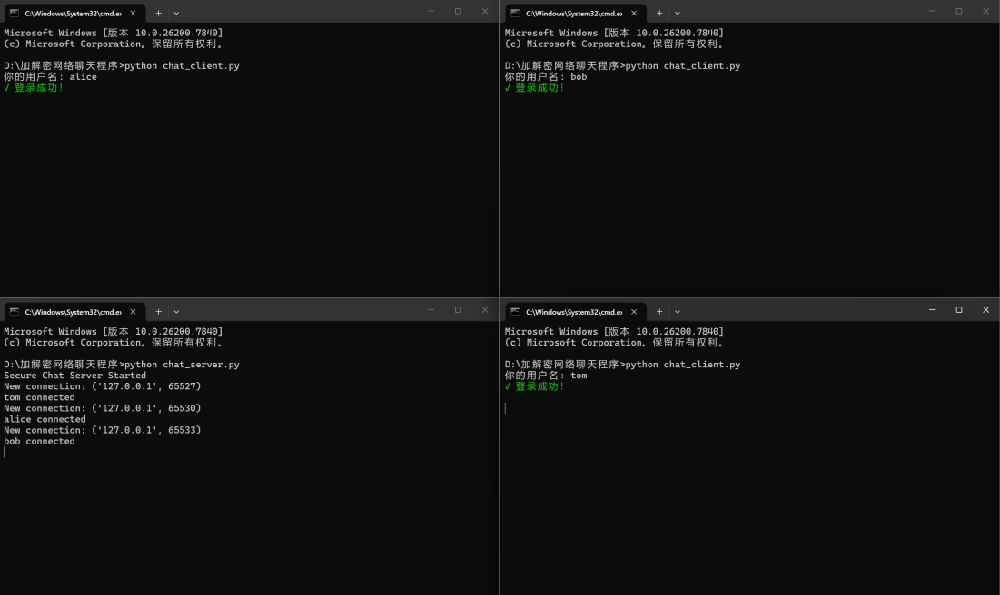 C:\Windows\System32\cmd.e
Microsoft Windows [版本 10.0.26200.7840]
(c) Microsoft Corporation。保留所有权利。
D:\加解密网络聊天程序>python chat_client.py
你的用户名: alice
✓ 登录成功!
C:\Windows\System32\cmd.e
Microsoft Windows [版本 10.0.26200.7840]
(c) Microsoft Corporation。保留所有权利。
D:\加解密网络聊天程序>python chat_client.py
你的用户名: bob
✓ 登录成功!
C:\Windows\System32\cmd.e
Microsoft Windows [版本 10.0.26200.7840]
(c) Microsoft Corporation。保留所有权利。
D:\加解密网络聊天程序>python chat_server.py
Secure Chat Server Started
New connection: ('127.0.0.1', 65527)
tom connected
New connection: ('127.0.0.1', 65530)
alice connected
New connection: ('127.0.0.1', 65533)
bob connected
C:\Windows\System32\cmd.e
Microsoft Windows [版本 10.0.26200.7840]
(c) Microsoft Corporation。保留所有权利。
D:\加解密网络聊天程序>python chat_client.py
你的用户名: tom
✓ 登录成功!